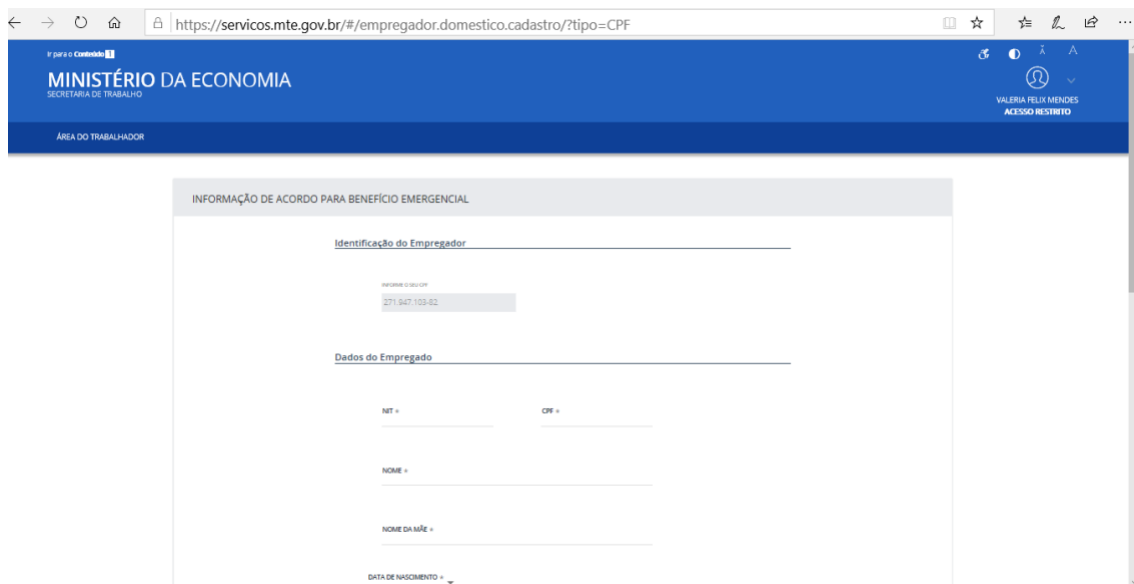 https://servicos.mte.gov.br/#/empregador.domestico.cadastro/?tipo=CPF
Ir para o Conteúdo 1
MINISTÉRIO DA ECONOMIA
SECRETARIA DE TRABALHO
VALERIA FELIX MENDES
ACESSO RESTRITO
ÁREA DO TRABALHADOR
INFORMAÇÃO DE ACORDO PARA BENEFÍCIO EMERGENCIAL
Identificação do Empregador
INFORME O SEU CPF
271.947.103-82
Dados do Empregado
NIT *
CPF *
NOME *
NOME DA MÃE *
DATA DE NASCIMENTO *